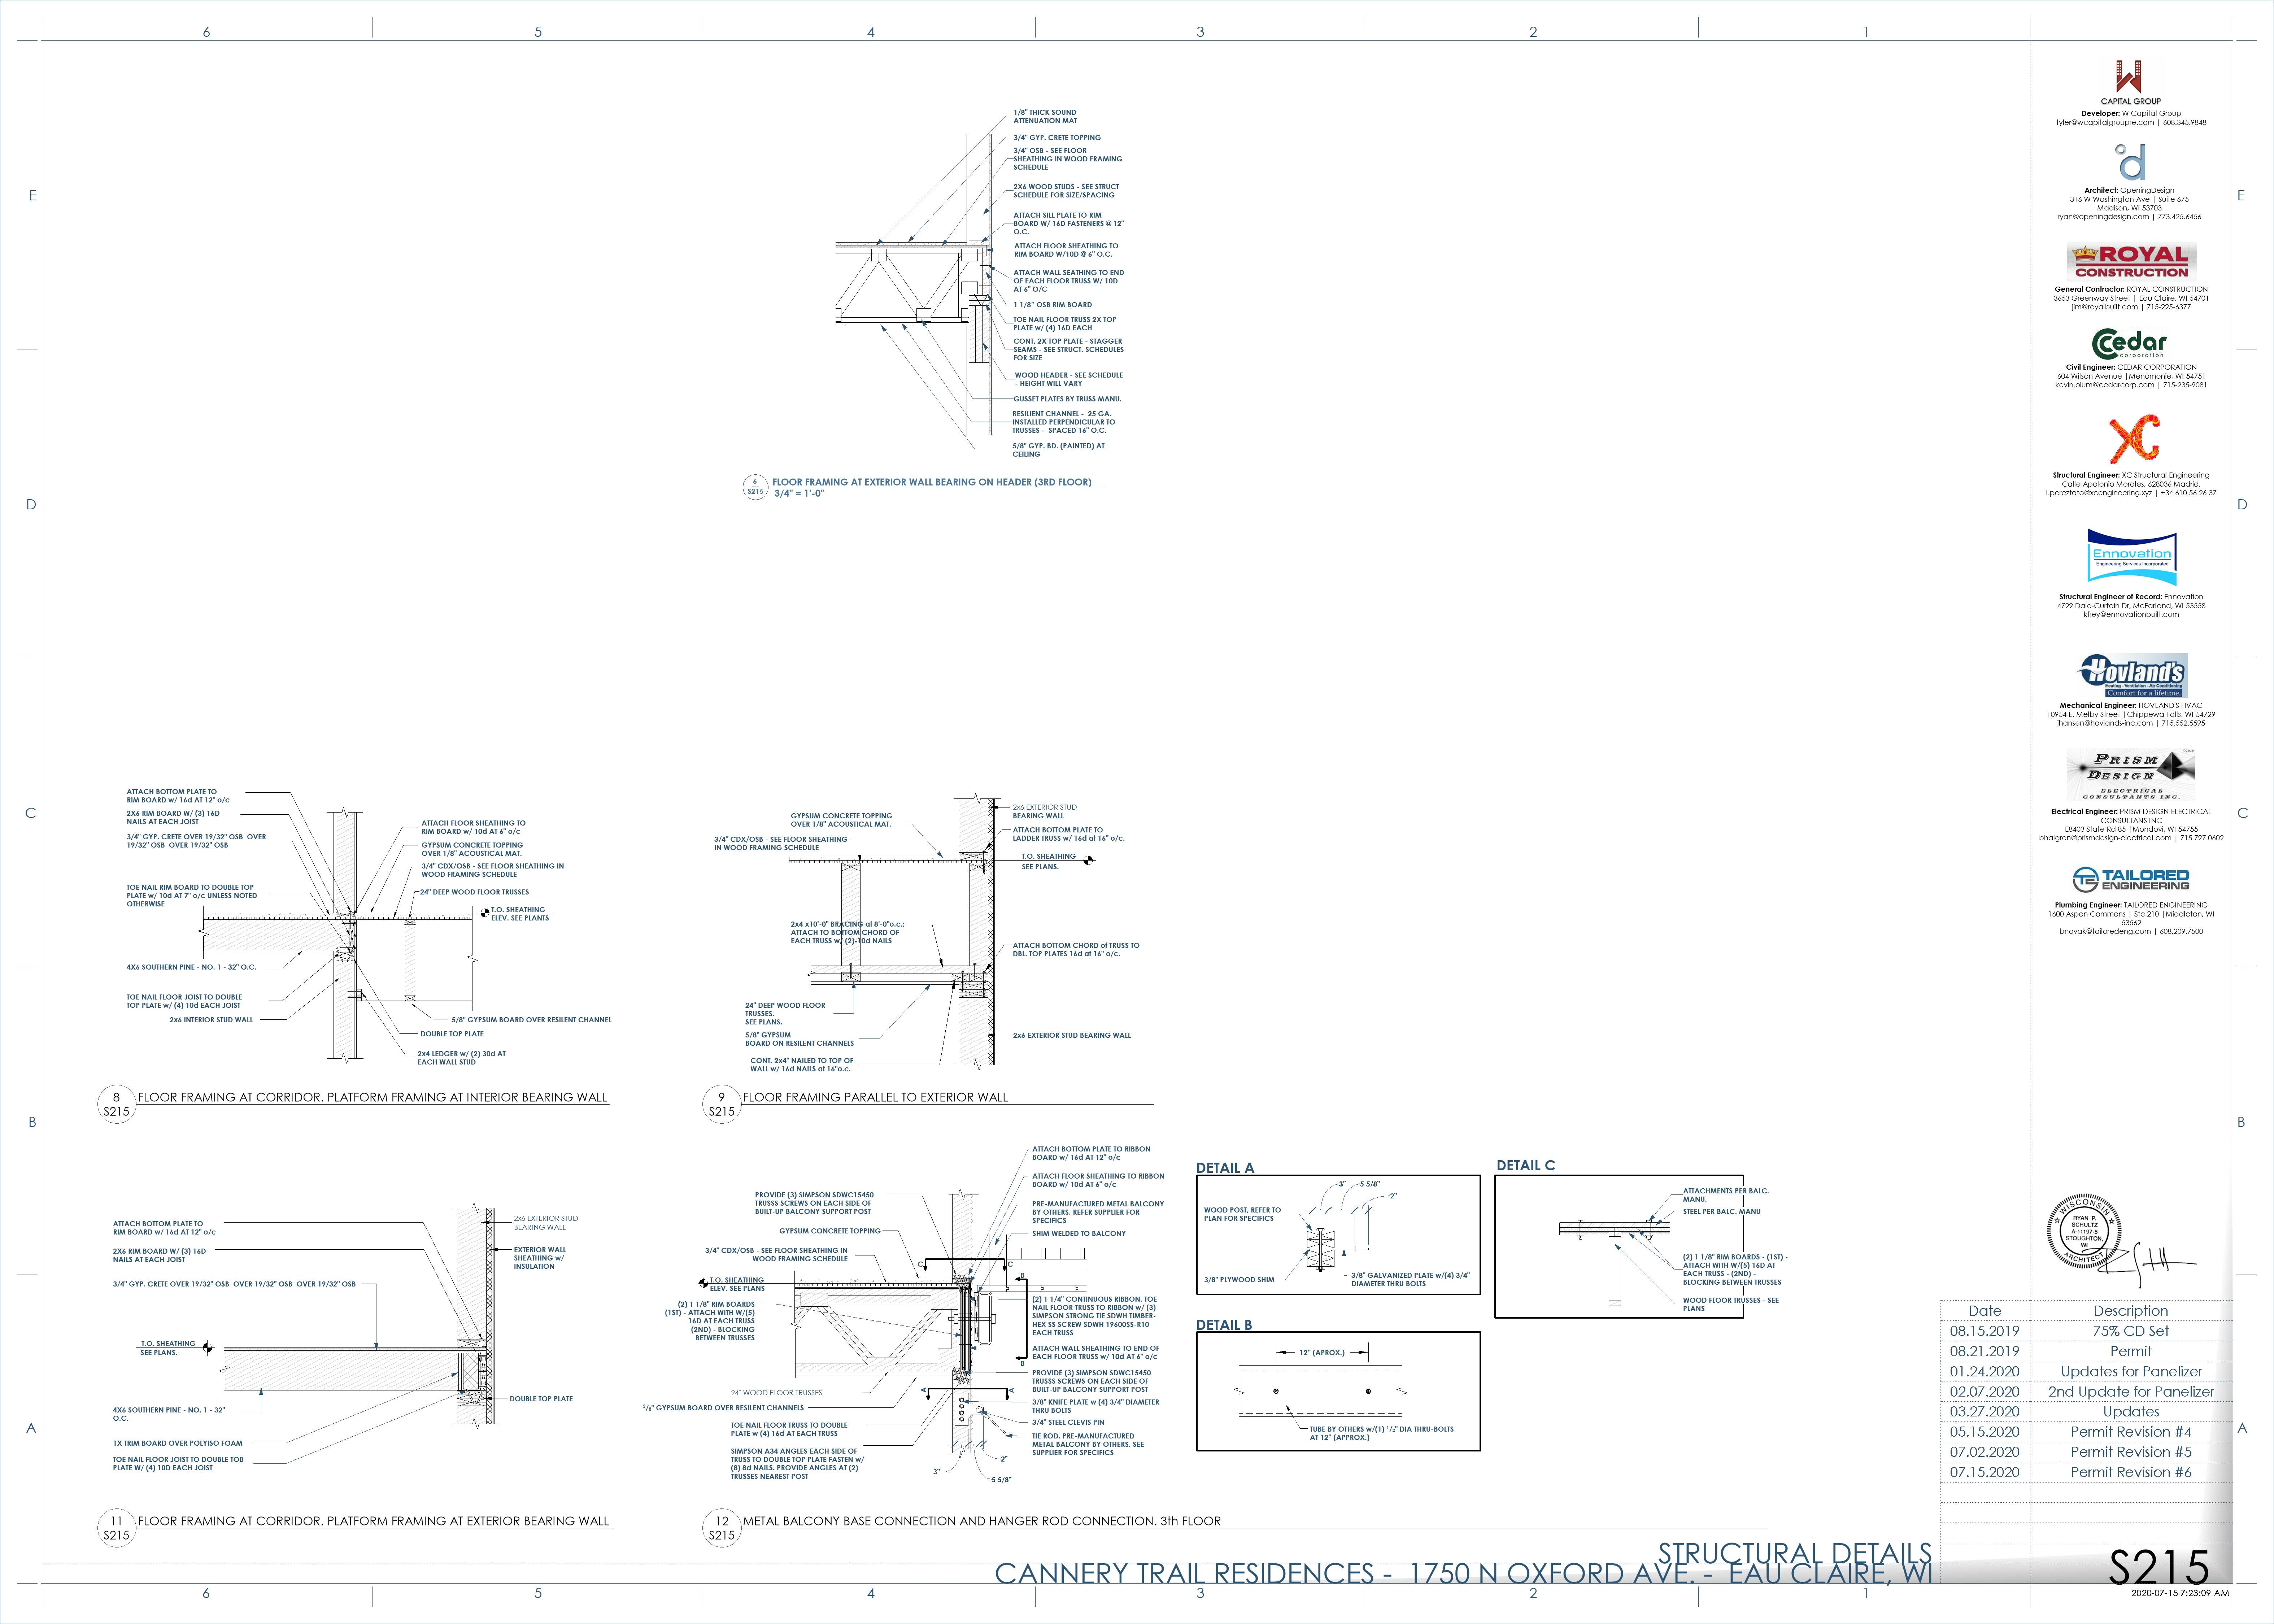 6
5
4
3
2
1
E
D
C
B
A
1/8" THICK SOUND
ATTENUATION MAT
3/4" GYP. CRETE TOPPING
3/4" OSB - SEE FLOOR
SHEATHING IN WOOD FRAMING
SCHEDULE
2X6 WOOD STUDS - SEE STRUCT
SCHEDULE FOR SIZE/SPACING
ATTACH SILL PLATE TO RIM
BOARD W/ 16D FASTENERS @ 12"
O.C.
ATTACH FLOOR SHEATHING TO
RIM BOARD W/10D @ 6" O.C.
ATTACH WALL SEATHING TO END
OF EACH FLOOR TRUSS W/ 10D
AT 6" O/C
1 1/8" OSB RIM BOARD
TOE NAIL FLOOR TRUSS 2X TOP
PLATE w/ (4) 16D EACH
CONT. 2X TOP PLATE - STAGGER
SEAMS - SEE STRUCT. SCHEDULES
FOR SIZE
WOOD HEADER - SEE SCHEDULE
- HEIGHT WILL VARY
GUSSET PLATES BY TRUSS MANU.
RESILIENT CHANNEL - 25 GA.
INSTALLED PERPENDICULAR TO
TRUSSES - SPACED 16" O.C.
5/8" GYP. BD. (PAINTED) AT
CEILING
6
S215
FLOOR FRAMING AT EXTERIOR WALL BEARING ON HEADER (3RD FLOOR)
3/4" = 1'-0"
ATTACH BOTTOM PLATE TO
RIM BOARD w/ 16d AT 12" o/c
2X6 RIM BOARD W/ (3) 16D
NAILS AT EACH JOIST
3/4" GYP. CRETE OVER 19/32" OSB OVER
19/32" OSB OVER 19/32" OSB
TOE NAIL RIM BOARD TO DOUBLE TOP
PLATE w/ 10d AT 7" o/c UNLESS NOTED
OTHERWISE
4X6 SOUTHERN PINE - NO. 1 - 32" O.C.
TOE NAIL FLOOR JOIST TO DOUBLE
TOP PLATE w/ (4) 10d EACH JOIST
2x6 INTERIOR STUD WALL
ATTACH FLOOR SHEATHING TO
RIM BOARD w/ 10d AT 6" o/c
GYPSUM CONCRETE TOPPING
OVER 1/8" ACOUSTICAL MAT.
3/4" CDX/OSB - SEE FLOOR SHEATHING IN
WOOD FRAMING SCHEDULE
24" DEEP WOOD FLOOR TRUSSES
T.O. SHEATHING
ELEV. SEE PLANTS
5/8" GYPSUM BOARD OVER RESILENT CHANNEL
DOUBLE TOP PLATE
2x4 LEDGER w/ (2) 30d AT
EACH WALL STUD
8
S215
FLOOR FRAMING AT CORRIDOR. PLATFORM FRAMING AT INTERIOR BEARING WALL
GYPSUM CONCRETE TOPPING
OVER 1/8" ACOUSTICAL MAT.
3/4" CDX/OSB - SEE FLOOR SHEATHING
IN WOOD FRAMING SCHEDULE
2x4 x10'-0" BRACING at 8'-0"o.c.;
ATTACH TO BOTTOM CHORD OF
EACH TRUSS w/ (2)-10d NAILS
24" DEEP WOOD FLOOR
TRUSSES.
SEE PLANS.
5/8" GYPSUM
BOARD ON RESILENT CHANNELS
CONT. 2x4" NAILED TO TOP OF
WALL w/ 16d NAILS at 16"o.c.
2x6 EXTERIOR STUD
BEARING WALL
ATTACH BOTTOM PLATE TO
LADDER TRUSS w/ 16d at 16" o/c.
T.O. SHEATHING
SEE PLANS.
ATTACH BOTTOM CHORD of TRUSS TO
DBL. TOP PLATES 16d at 16" o/c.
2x6 EXTERIOR STUD BEARING WALL
9
S215
FLOOR FRAMING PARALLEL TO EXTERIOR WALL
ATTACH BOTTOM PLATE TO
RIM BOARD w/ 16d AT 12" o/c
2X6 RIM BOARD W/ (3) 16D
NAILS AT EACH JOIST
3/4" GYP. CRETE OVER 19/32" OSB OVER 19/32" OSB OVER 19/32" OSB
T.O. SHEATHING
SEE PLANS.
4X6 SOUTHERN PINE - NO. 1 - 32"
O.C.
1X TRIM BOARD OVER POLYISO FOAM
TOE NAIL FLOOR JOIST TO DOUBLE TOB
PLATE W/ (4) 10D EACH JOIST
2x6 EXTERIOR STUD
BEARING WALL
EXTERIOR WALL
SHEATHING w/
INSULATION
DOUBLE TOP PLATE
11
S215
FLOOR FRAMING AT CORRIDOR. PLATFORM FRAMING AT EXTERIOR BEARING WALL
PROVIDE (3) SIMPSON SDWC15450
TRUSSS SCREWS ON EACH SIDE OF
BUILT-UP BALCONY SUPPORT POST
GYPSUM CONCRETE TOPPING
3/4" CDX/OSB - SEE FLOOR SHEATHING IN
WOOD FRAMING SCHEDULE
T.O. SHEATHING
ELEV. SEE PLANS
(2) 1 1/8" RIM BOARDS
(1ST) - ATTACH WITH W/(5)
16D AT EACH TRUSS
(2ND) - BLOCKING
BETWEEN TRUSSES
24" WOOD FLOOR TRUSSES
5/8" GYPSUM BOARD OVER RESILENT CHANNELS
TOE NAIL FLOOR TRUSS TO DOUBLE
PLATE w (4) 16d AT EACH TRUSS
SIMPSON A34 ANGLES EACH SIDE OF
TRUSS TO DOUBLE TOP PLATE FASTEN w/
(8) 8d NAILS. PROVIDE ANGLES AT (2)
TRUSSES NEAREST POST
ATTACH BOTTOM PLATE TO RIBBON
BOARD w/ 16d AT 12" o/c
ATTACH FLOOR SHEATHING TO RIBBON
BOARD w/ 10d AT 6" o/c
PRE-MANUFACTURED METAL BALCONY
BY OTHERS. REFER SUPPLIER FOR
SPECIFICS
SHIM WELDED TO BALCONY
C
C
B
B
A
A
(2) 1 1/4" CONTINUOUS RIBBON. TOE
NAIL FLOOR TRUSS TO RIBBON w/ (3)
SIMPSON STRONG TIE SDWH TIMBER-
HEX SS SCREW SDWH 19600SS-R10
EACH TRUSS
ATTACH WALL SHEATHING TO END OF
EACH FLOOR TRUSS w/ 10d AT 6" o/c
PROVIDE (3) SIMPSON SDWC15450
TRUSSS SCREWS ON EACH SIDE OF
BUILT-UP BALCONY SUPPORT POST
3/8" KNIFE PLATE w (4) 3/4" DIAMETER
THRU BOLTS
3/4" STEEL CLEVIS PIN
TIE ROD. PRE-MANUFACTURED
METAL BALCONY BY OTHERS. SEE
SUPPLIER FOR SPECIFICS
3"
2"
5 5/8"
12
S215
METAL BALCONY BASE CONNECTION AND HANGER ROD CONNECTION. 3th FLOOR
DETAIL A
3"
5 5/8"
2"
WOOD POST, REFER TO
PLAN FOR SPECIFICS
3/8" PLYWOOD SHIM
3/8" GALVANIZED PLATE w/(4) 3/4"
DIAMETER THRU BOLTS
DETAIL B
12" (APROX.)
TUBE BY OTHERS w/(1) 1/2" DIA THRU-BOLTS
AT 12" (APPROX.)
DETAIL C
ATTACHMENTS PER BALC.
MANU.
STEEL PER BALC. MANU
(2) 1 1/8" RIM BOARDS - (1ST) -
ATTACH WITH W/(5) 16D AT
EACH TRUSS - (2ND) -
BLOCKING BETWEEN TRUSSES
WOOD FLOOR TRUSSES - SEE
PLANS
W
CAPITAL GROUP
Developer: W Capital Group
tyler@wcapitalgroupre.com | 608.345.9848
Architect: OpeningDesign
316 W Washington Ave | Suite 675
Madison, WI 53703
ryan@openingdesign.com | 773.425.6456
ROYAL
CONSTRUCTION
General Contractor: ROYAL CONSTRUCTION
3653 Greenway Street | Eau Claire, WI 54701
jim@royalbuilt.com | 715-225-6377
Cedar
corporation
Civil Engineer: CEDAR CORPORATION
604 Wilson Avenue |Menomonie, WI 54751
kevin.oium@cedarcorp.com | 715-235-9081
XC
Structural Engineer: XC Structural Engineering
Calle Apolonio Morales, 628036 Madrid,
l.pereztato@xcengineering.xyz | +34 610 56 26 37
Ennovation
Engineering Services Incorporated
Structural Engineer of Record: Ennovation
4729 Dale-Curtain Dr, McFarland, WI 53558
kfrey@ennovationbuilt.com
Hovland's
Heating - Ventilation - Air Conditioning
Comfort for a lifetime.
Mechanical Engineer: HOVLAND'S HVAC
10954 E. Melby Street |Chippewa Falls, WI 54729
jhansen@hovlands-inc.com | 715.552.5595
PRISM
DESIGN
ELECTRICAL
CONSULTANTS INC.
Electrical Engineer: PRISM DESIGN ELECTRICAL
CONSULTANS INC
E8403 State Rd 85 |Mondovi, WI 54755
bhalgren@prismdesign-electrical.com | 715.797.0602
TE TAILORED
ENGINEERING
Plumbing Engineer: TAILORED ENGINEERING
1600 Aspen Commons | Ste 210 |Middleton, WI
53562
bnovak@tailoredeng.com | 608.209.7500
WISCONSIN
RYAN P.
SCHULTZ
A-11197-5
STOUGHTON,
WI
ARCHITECT
Date Description
08.15.2019 75% CD Set
08.21.2019 Permit
01.24.2020 Updates for Panelizer
02.07.2020 2nd Update for Panelizer
03.27.2020 Updates
05.15.2020 Permit Revision #4
07.02.2020 Permit Revision #5
07.15.2020 Permit Revision #6
STRUCTURAL DETAILS
CANNERY TRAIL RESIDENCES - 1750 N OXFORD AVE. - EAU CLAIRE, WI
S215
2020-07-15 7:23:09 AM
E
D
C
B
A
6
5
4
3
2
1